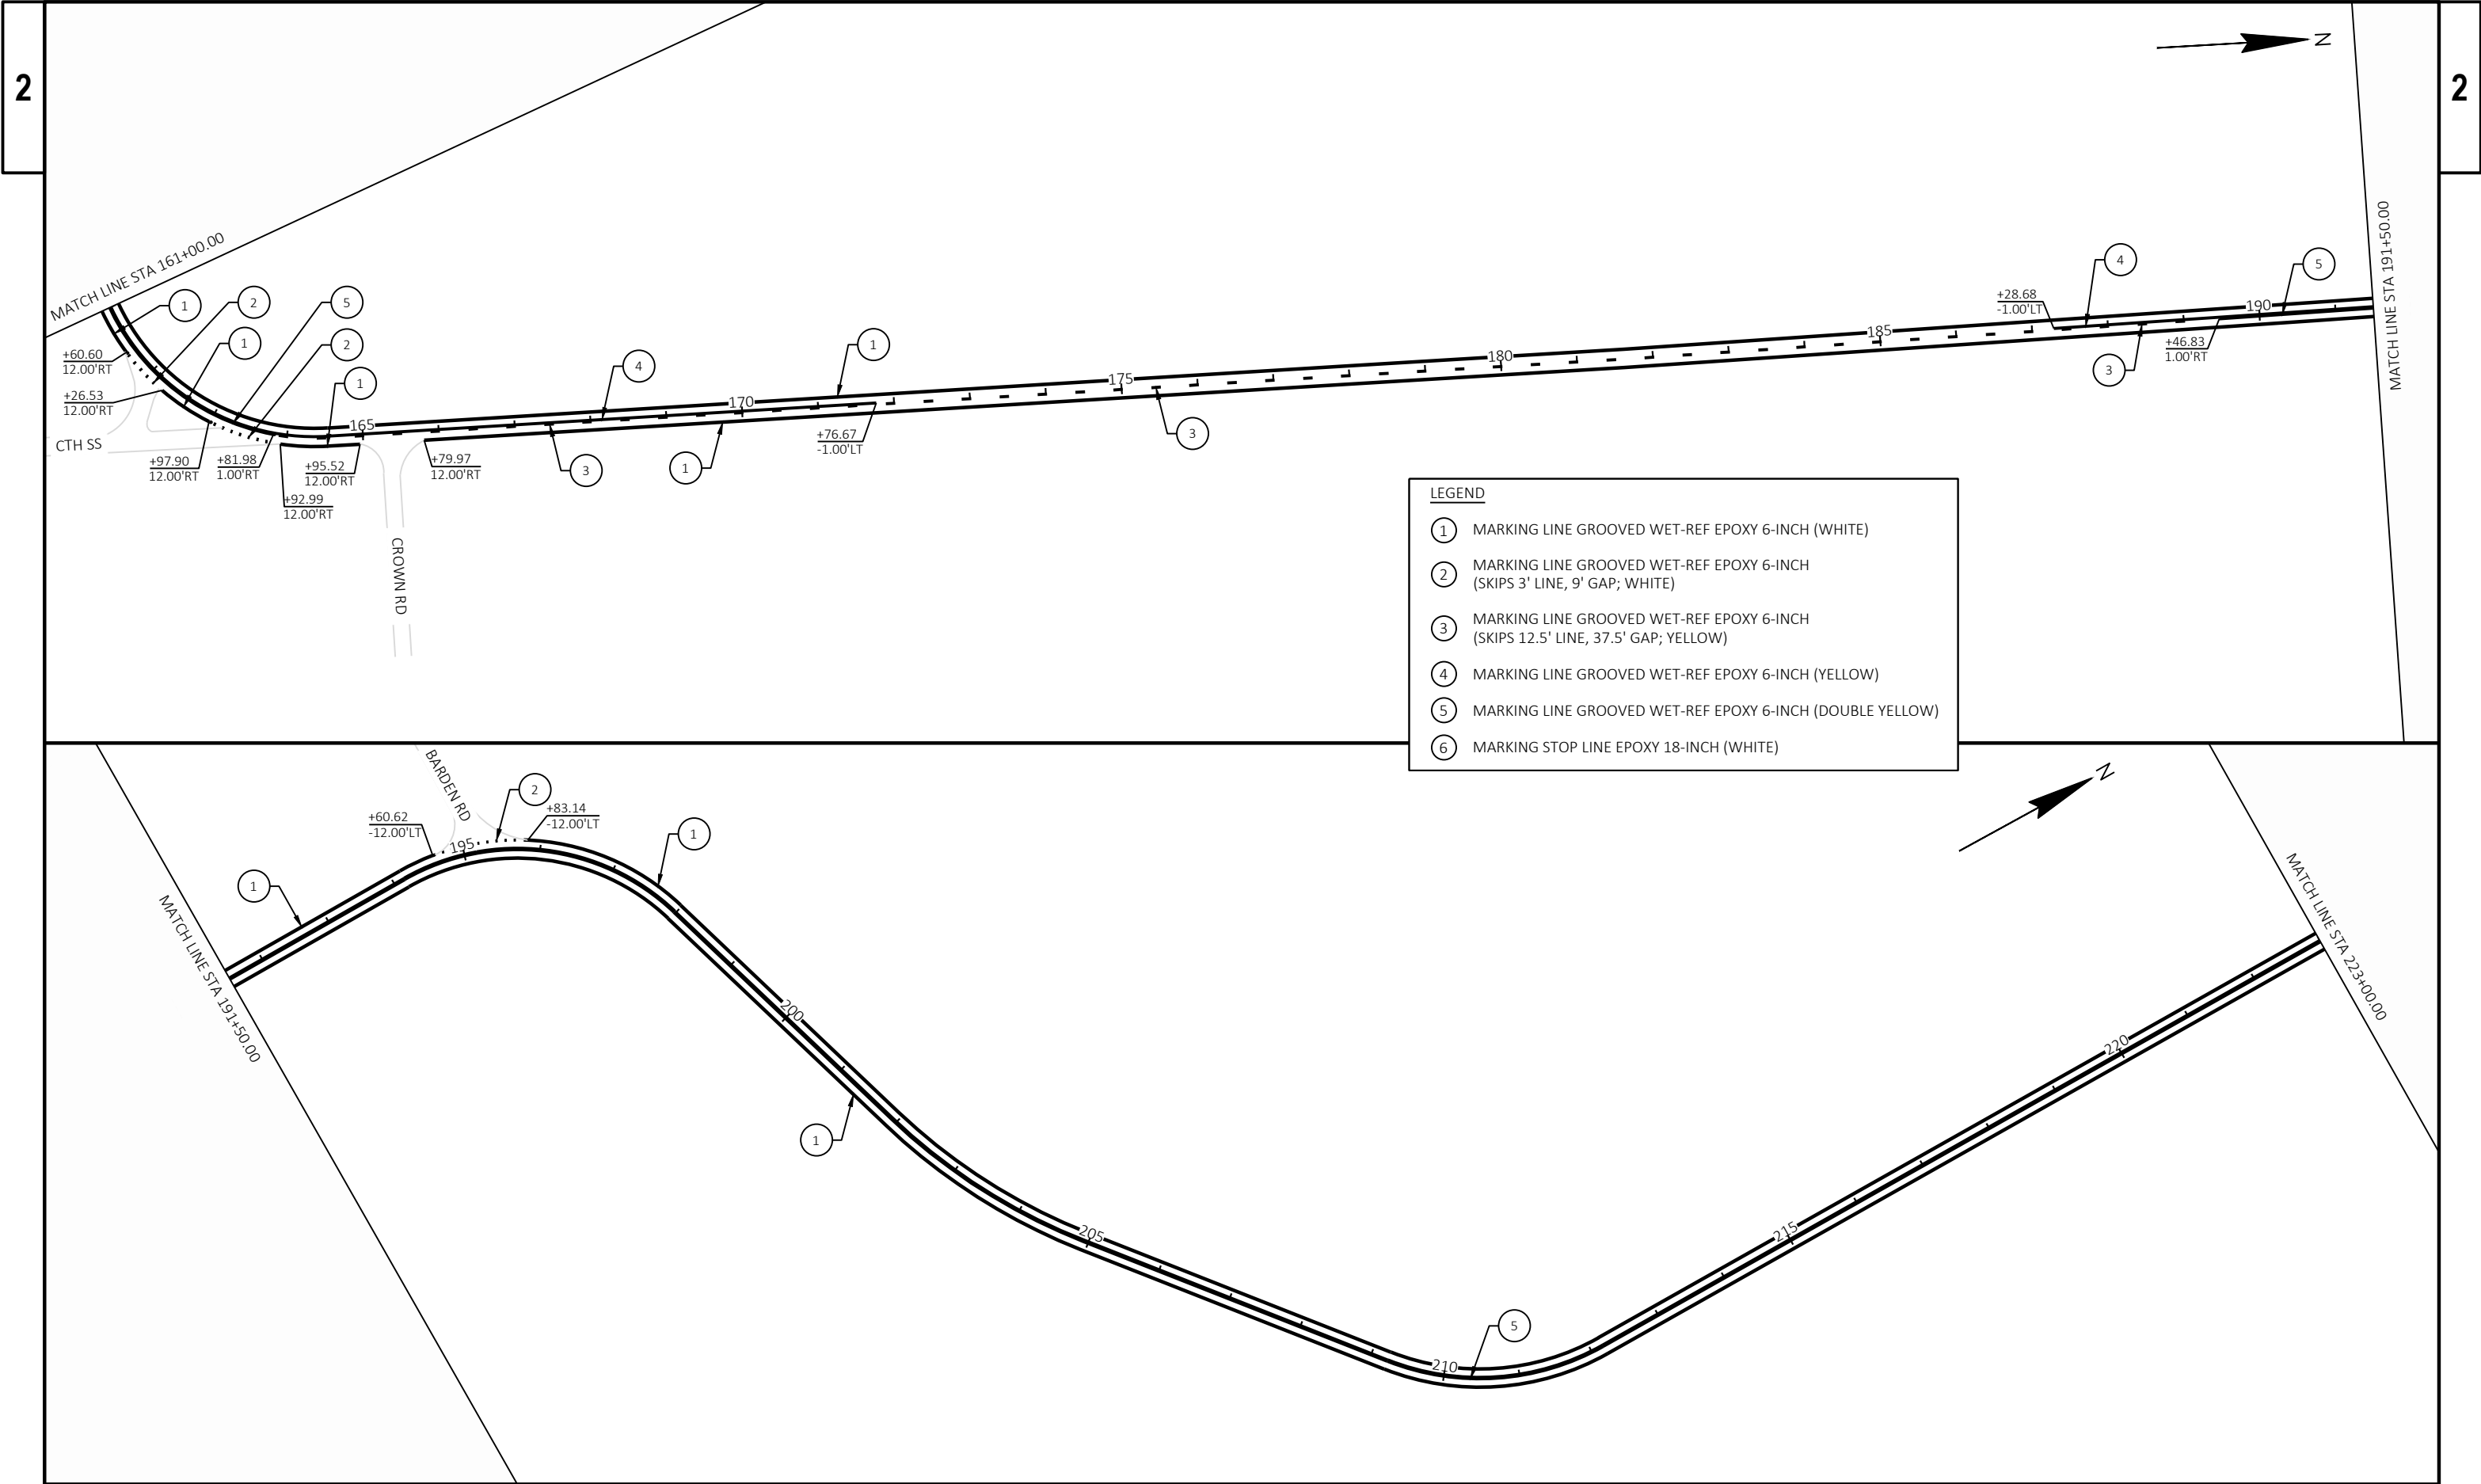 2
2
N
MATCH LINE STA 161+00.00
MATCH LINE STA 191+50.00
1
2
5
1
2
1
+60.60
12.00'RT
+26.53
12.00'RT
CTH SS
+97.90
12.00'RT
+81.98
1.00'RT
+95.52
12.00'RT
+92.99
12.00'RT
165
+79.97
12.00'RT
CROWN RD
4
3
1
170
1
+76.67
-1.00'LT
175
3
180
185
+28.68
-1.00'LT
4
3
190
+46.83
1.00'RT
5
LEGEND
1 MARKING LINE GROOVED WET-REF EPOXY 6-INCH (WHITE)
2 MARKING LINE GROOVED WET-REF EPOXY 6-INCH
(SKIPS 3' LINE, 9' GAP; WHITE)
3 MARKING LINE GROOVED WET-REF EPOXY 6-INCH
(SKIPS 12.5' LINE, 37.5' GAP; YELLOW)
4 MARKING LINE GROOVED WET-REF EPOXY 6-INCH (YELLOW)
5 MARKING LINE GROOVED WET-REF EPOXY 6-INCH (DOUBLE YELLOW)
6 MARKING STOP LINE EPOXY 18-INCH (WHITE)
N
MATCH LINE STA 191+50.00
MATCH LINE STA 223+00.00
BARDEN RD
1
+60.62
-12.00'LT
195
2
+83.14
-12.00'LT
1
200
1
205
210
5
215
220